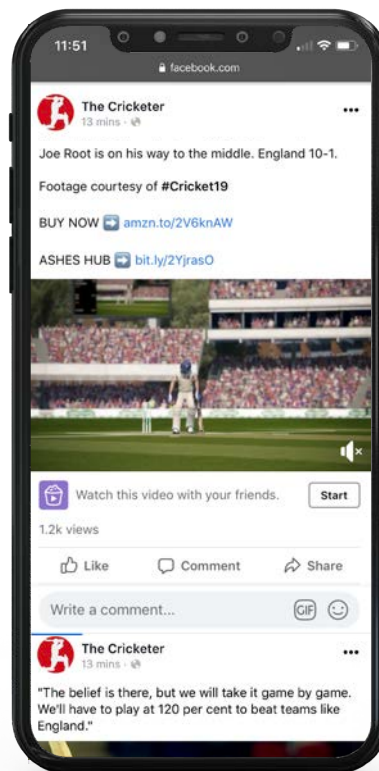 11:51
facebook.com
The Cricketer
13 mins ·
Joe Root is on his way to the middle. England 10-1.
Footage courtesy of #Cricket19
BUY NOW ➡ amzn.to/2V6knAW
ASHES HUB ➡ bit.ly/2YjrasO
Watch this video with your friends.
Start
1.2k views
Like
Comment
Share
Write a comment...
GIF
The Cricketer
13 mins ·
"The belief is there, but we will take it game by game.
We'll have to play at 120 per cent to beat teams like
England."